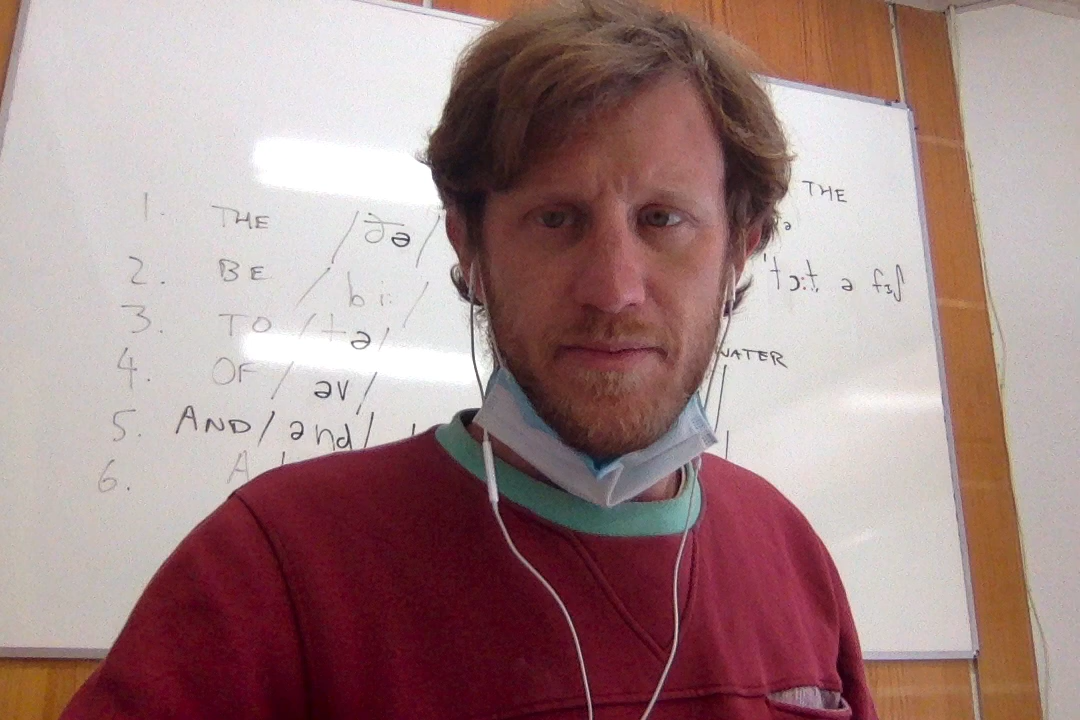 1. THE /ðə/
2. BE / bi: /
3. TO /tə/
4. OF / əv /
5. AND / ənd /
6. A
THE
ə
WATER